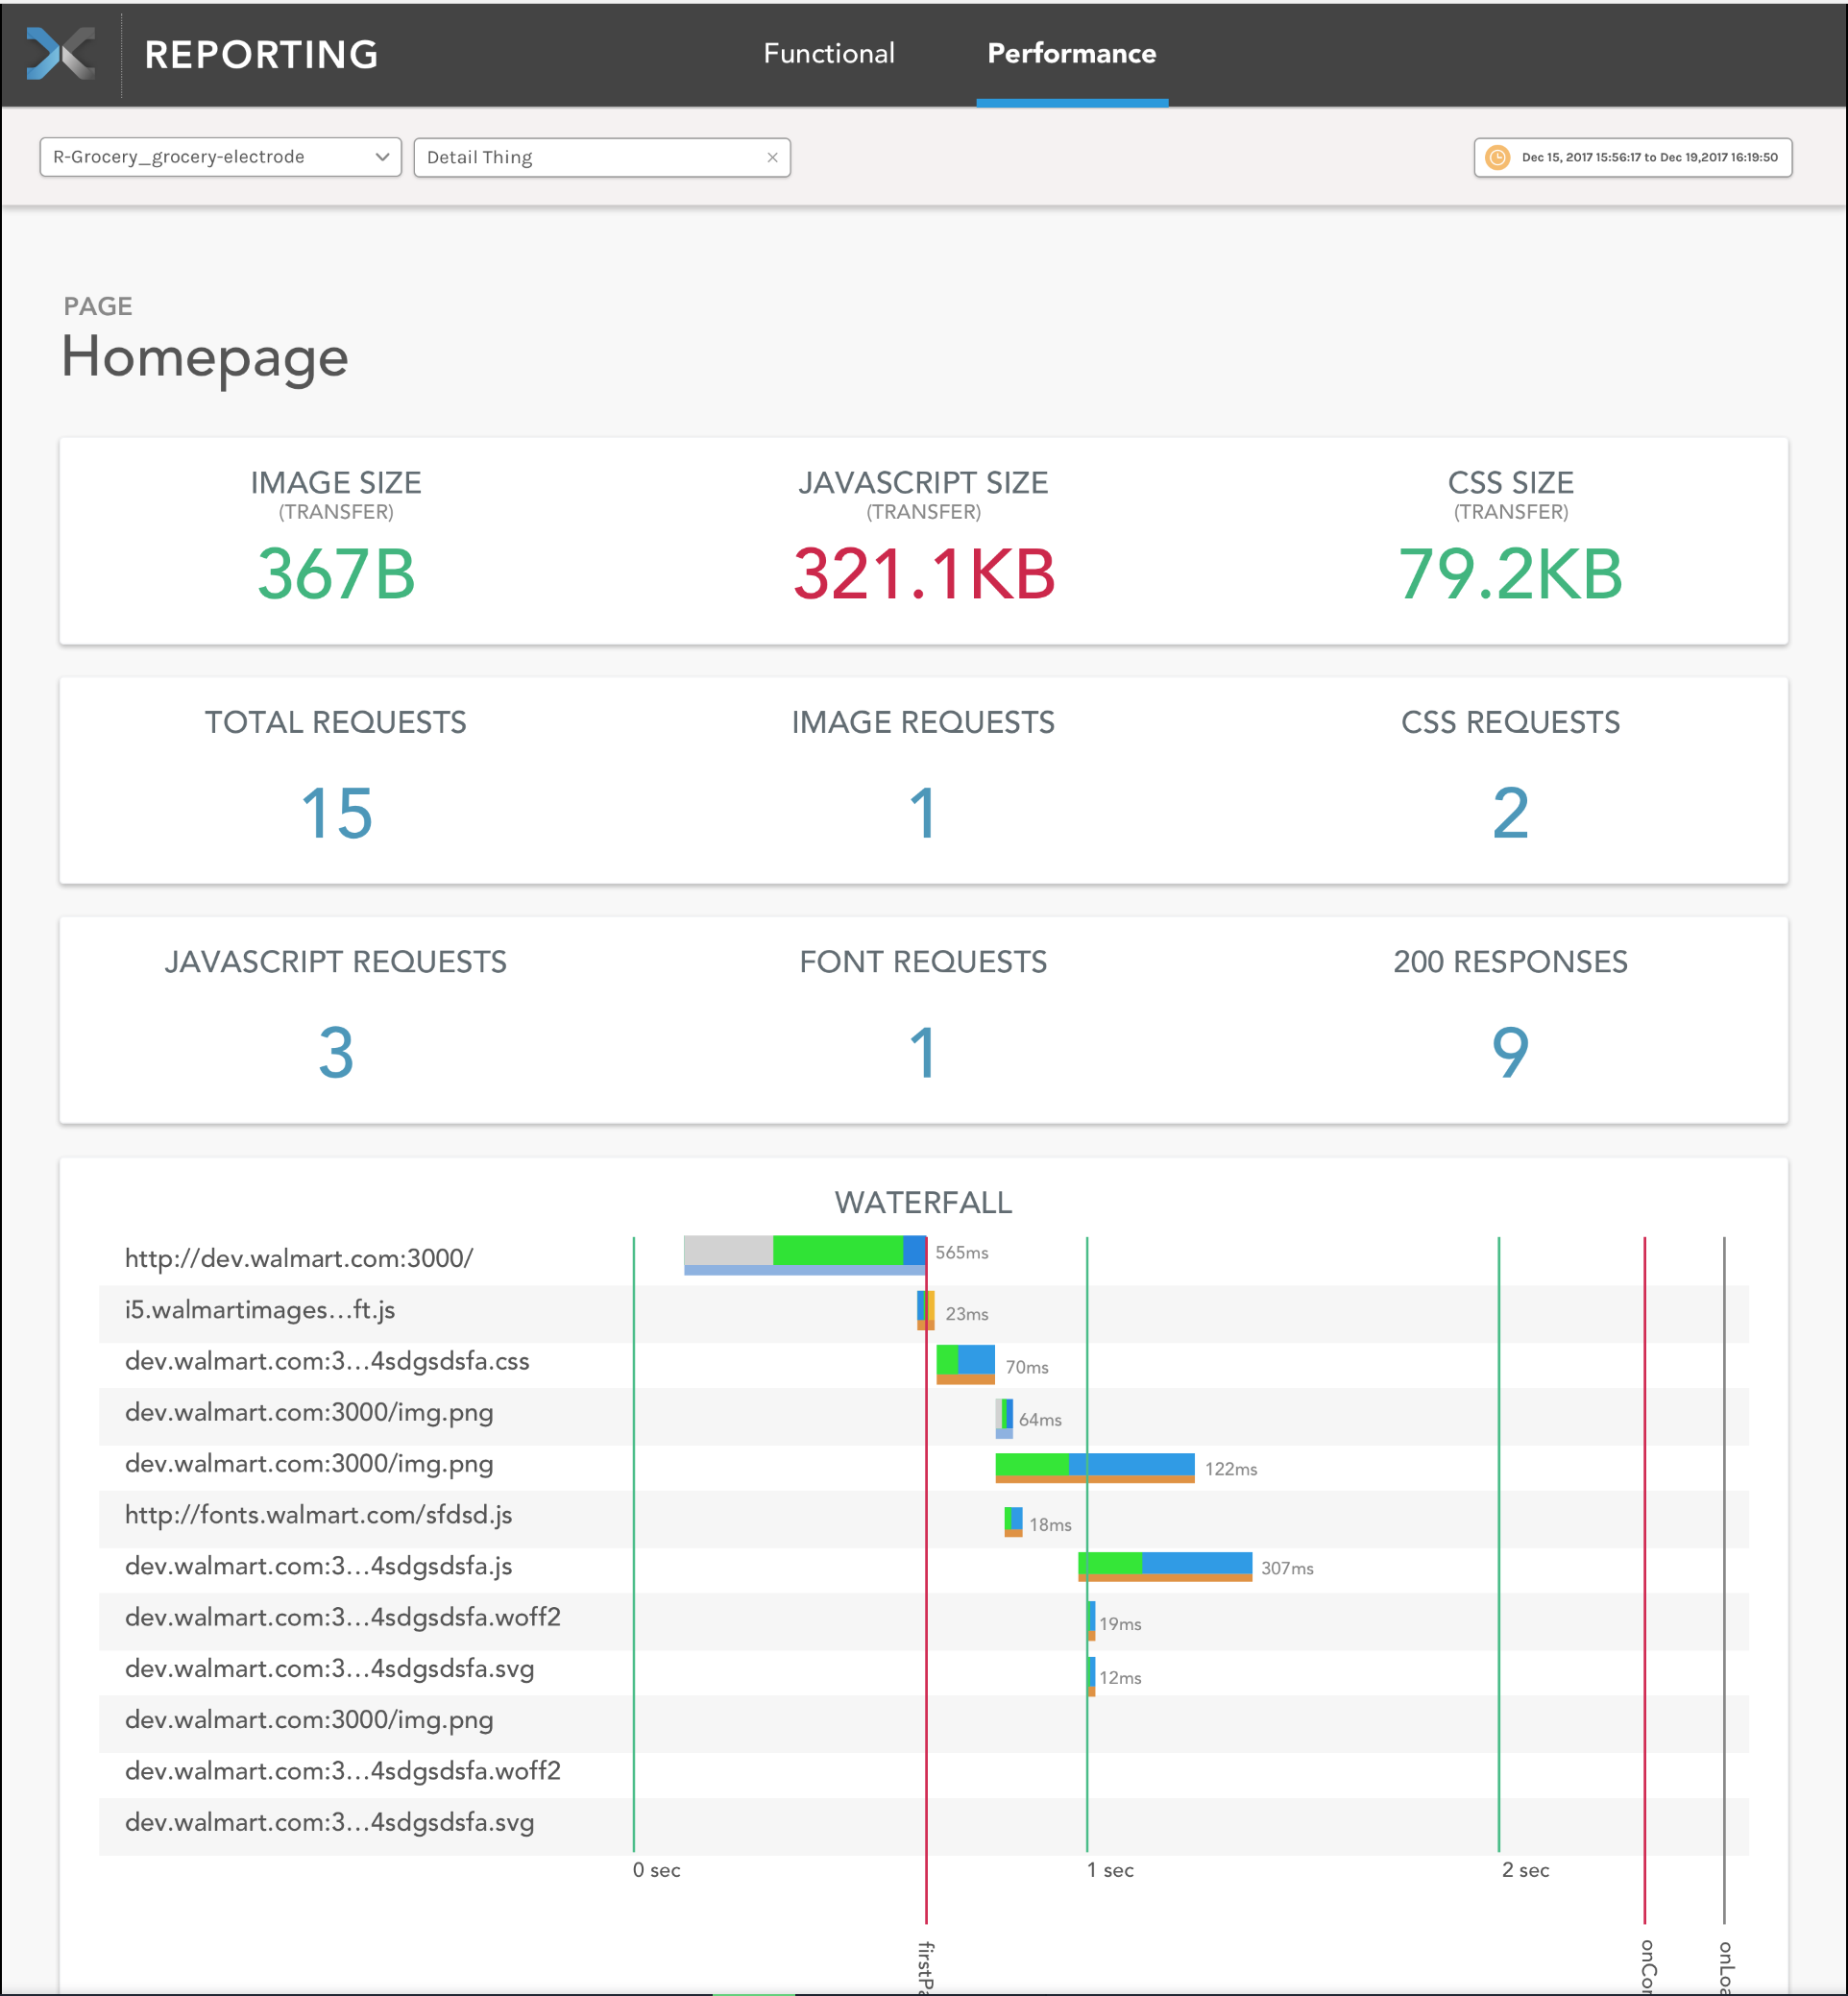 REPORTING
Functional
Performance
R-Grocery_grocery-electrode
Detail Thing
Dec 15, 2017 15:56:17 to Dec 19,2017 16:19:50
PAGE
Homepage
IMAGE SIZE
(TRANSFER)
367B
JAVASCRIPT SIZE
(TRANSFER)
321.1KB
CSS SIZE
(TRANSFER)
79.2KB
TOTAL REQUESTS
15
IMAGE REQUESTS
1
CSS REQUESTS
2
JAVASCRIPT REQUESTS
3
FONT REQUESTS
1
200 RESPONSES
9
WATERFALL
http://dev.walmart.com:3000/
565ms
i5.walmartimages...ft.js
23ms
dev.walmart.com:3...4sdgsdsfa.css
70ms
dev.walmart.com:3000/img.png
64ms
dev.walmart.com:3000/img.png
122ms
http://fonts.walmart.com/sfdsd.js
18ms
dev.walmart.com:3...4sdgsdsfa.js
307ms
dev.walmart.com:3...4sdgsdsfa.woff2
19ms
dev.walmart.com:3...4sdgsdsfa.svg
12ms
dev.walmart.com:3000/img.png
dev.walmart.com:3...4sdgsdsfa.woff2
dev.walmart.com:3...4sdgsdsfa.svg
0 sec
1 sec
2 sec